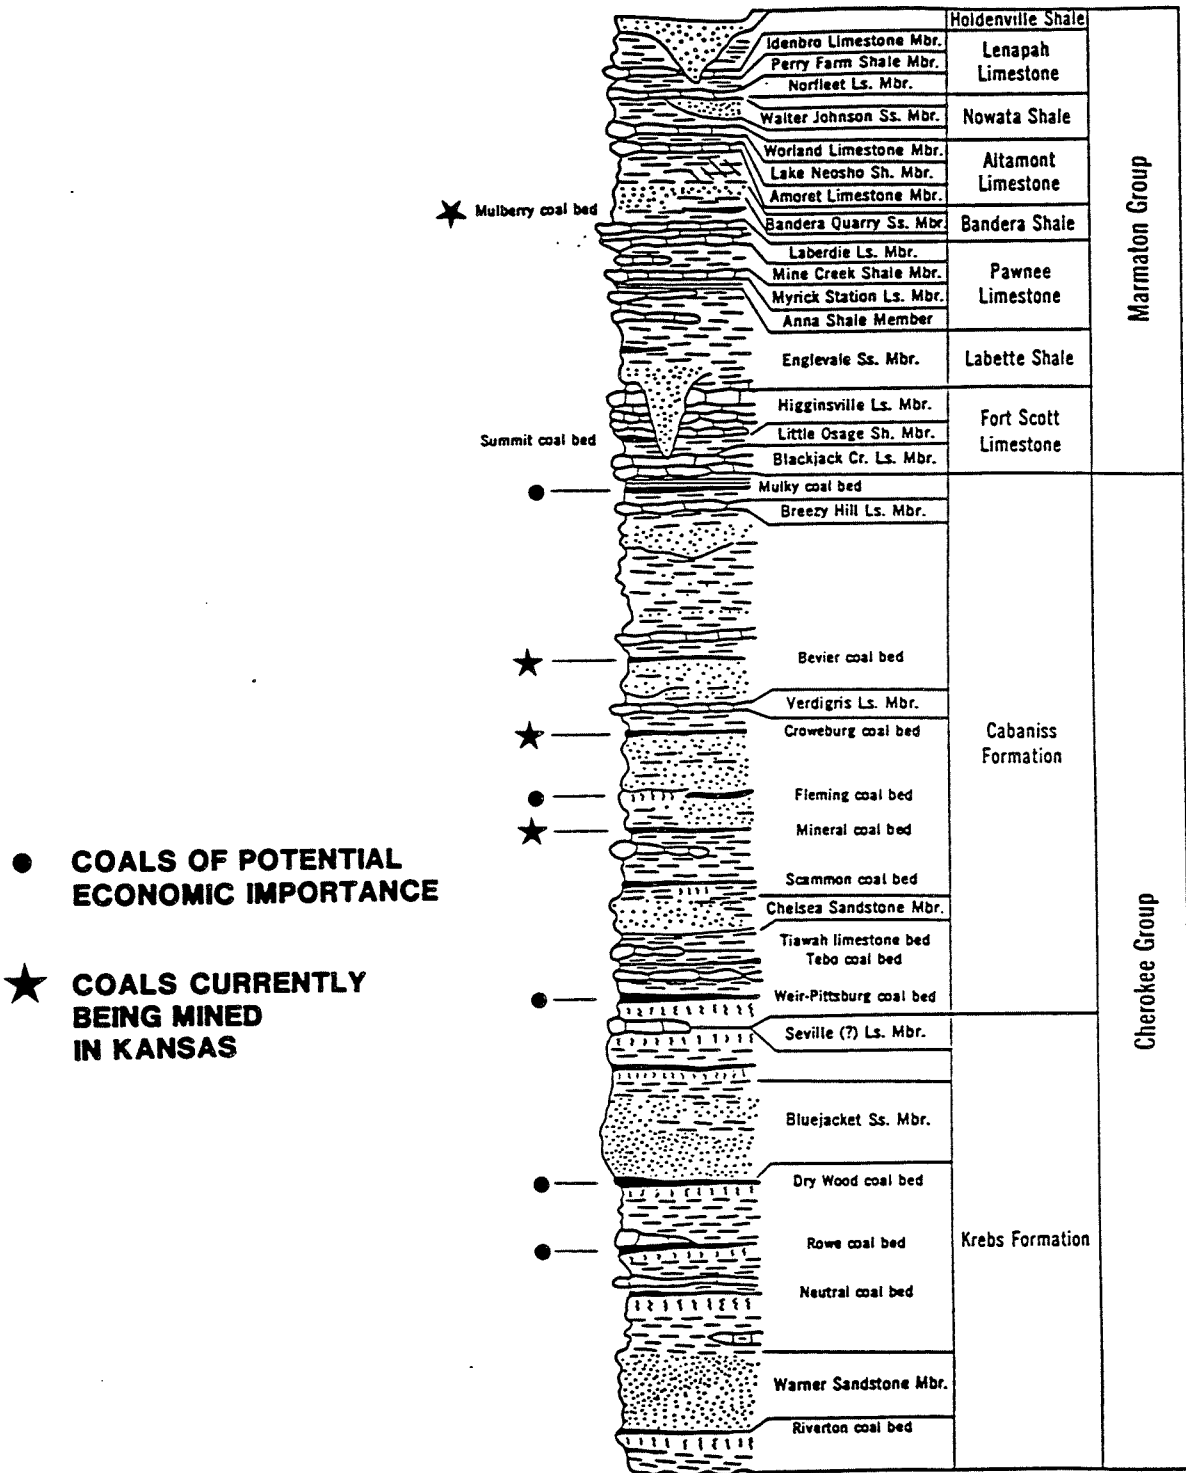 Holdenville Shale
Idenbro Limestone Mbr.
Perry Farm Shale Mbr.
Norfleet Ls. Mbr.
Lenapah
Limestone
Walter Johnson Ss. Mbr.
Nowata Shale
Worland Limestone Mbr.
Lake Neosho Sh. Mbr.
Amoret Limestone Mbr.
Altamont
Limestone
Mulberry coal bed
Bandera Quarry Ss. Mbr.
Bandera Shale
Laberdie Ls. Mbr.
Mine Creek Shale Mbr.
Myrick Station Ls. Mbr.
Anna Shale Member
Pawnee
Limestone
Englevale Ss. Mbr.
Labette Shale
Higginsville Ls. Mbr.
Little Osage Sh. Mbr.
Blackjack Cr. Ls. Mbr.
Fort Scott
Limestone
Summit coal bed
Marmaton Group
Mulky coal bed
Breezy Hill Ls. Mbr.
Bevier coal bed
Verdigris Ls. Mbr.
Croweburg coal bed
Fleming coal bed
Mineral coal bed
Scammon coal bed
Chelsea Sandstone Mbr.
Tiawah limestone bed
Tebo coal bed
Weir-Pittsburg coal bed
Cabaniss
Formation
Seville (?) Ls. Mbr.
Bluejacket Ss. Mbr.
Dry Wood coal bed
Rowe coal bed
Neutral coal bed
Warner Sandstone Mbr.
Riverton coal bed
Krebs Formation
Cherokee Group
COALS OF POTENTIAL
ECONOMIC IMPORTANCE
COALS CURRENTLY
BEING MINED
IN KANSAS